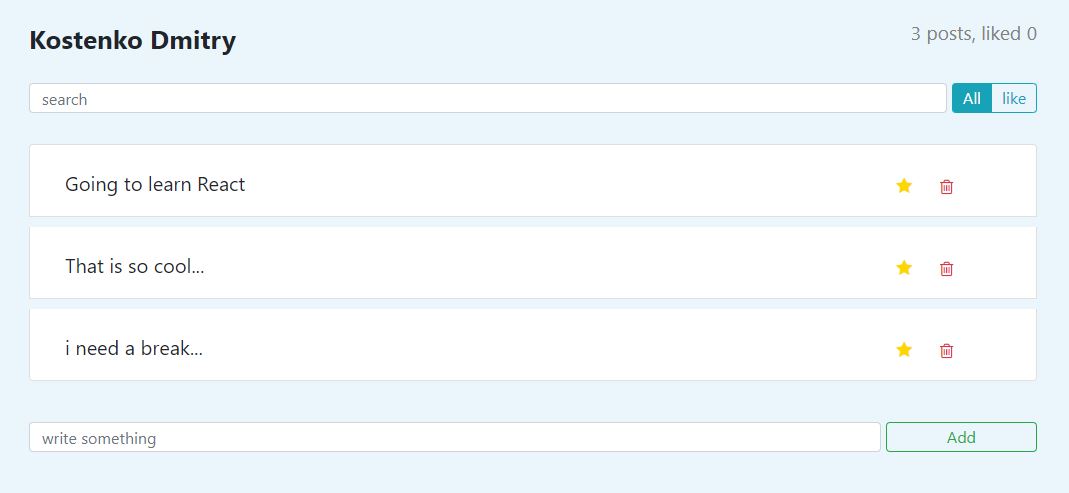 Kostenko Dmitry
3 posts, liked 0
search
All
like
Going to learn React
That is so cool...
i need a break...
write something
Add